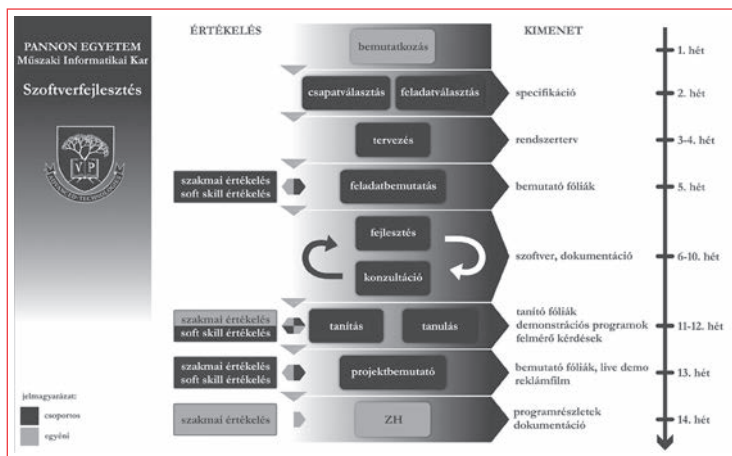 PANNON EGYETEM
Műszaki Informatikai Kar
Szoftverfejlesztés
VP
ÉRTÉKELÉS
KIMENET
bemutatkozás
1. hét
csapatválasztás
feladatválasztás
specifikáció
2. hét
tervezés
rendszerterv
3-4. hét
szakmai értékelés
soft skill értékelés
feladatbemutatás
bemutató fóliák
5. hét
fejlesztés
konzultáció
szoftver, dokumentáció
6-10. hét
szakmai értékelés
soft skill értékelés
tanítás
tanulás
tanító fóliák
demonstrációs programok
felmérő kérdések
11-12. hét
szakmai értékelés
soft skill értékelés
projektbemutató
bemutató fóliák, live demo
reklámfilm
13. hét
szakmai értékelés
ZH
programrészletek
dokumentáció
14. hét
jelmagyarázat:
csoportos
egyéni